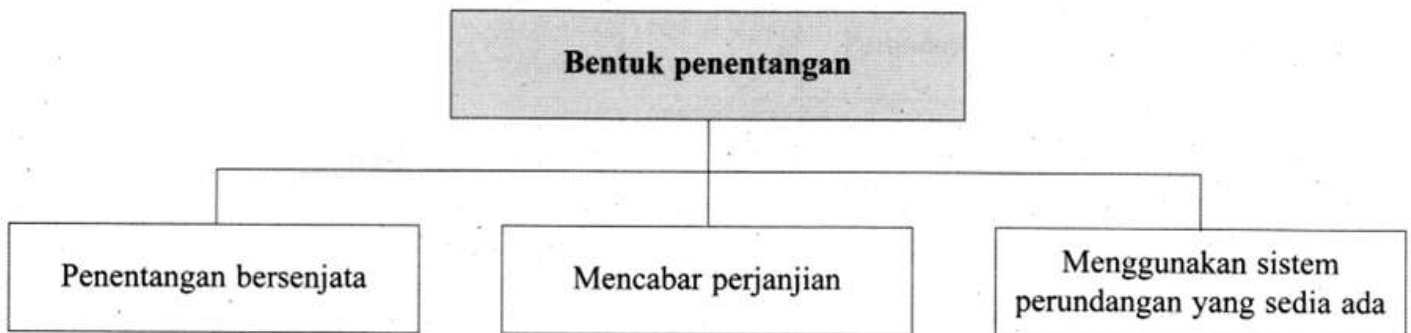 Bentuk penentangan
Penentangan bersenjata
Mencabar perjanjian
Menggunakan sistem
perundangan yang sedia ada